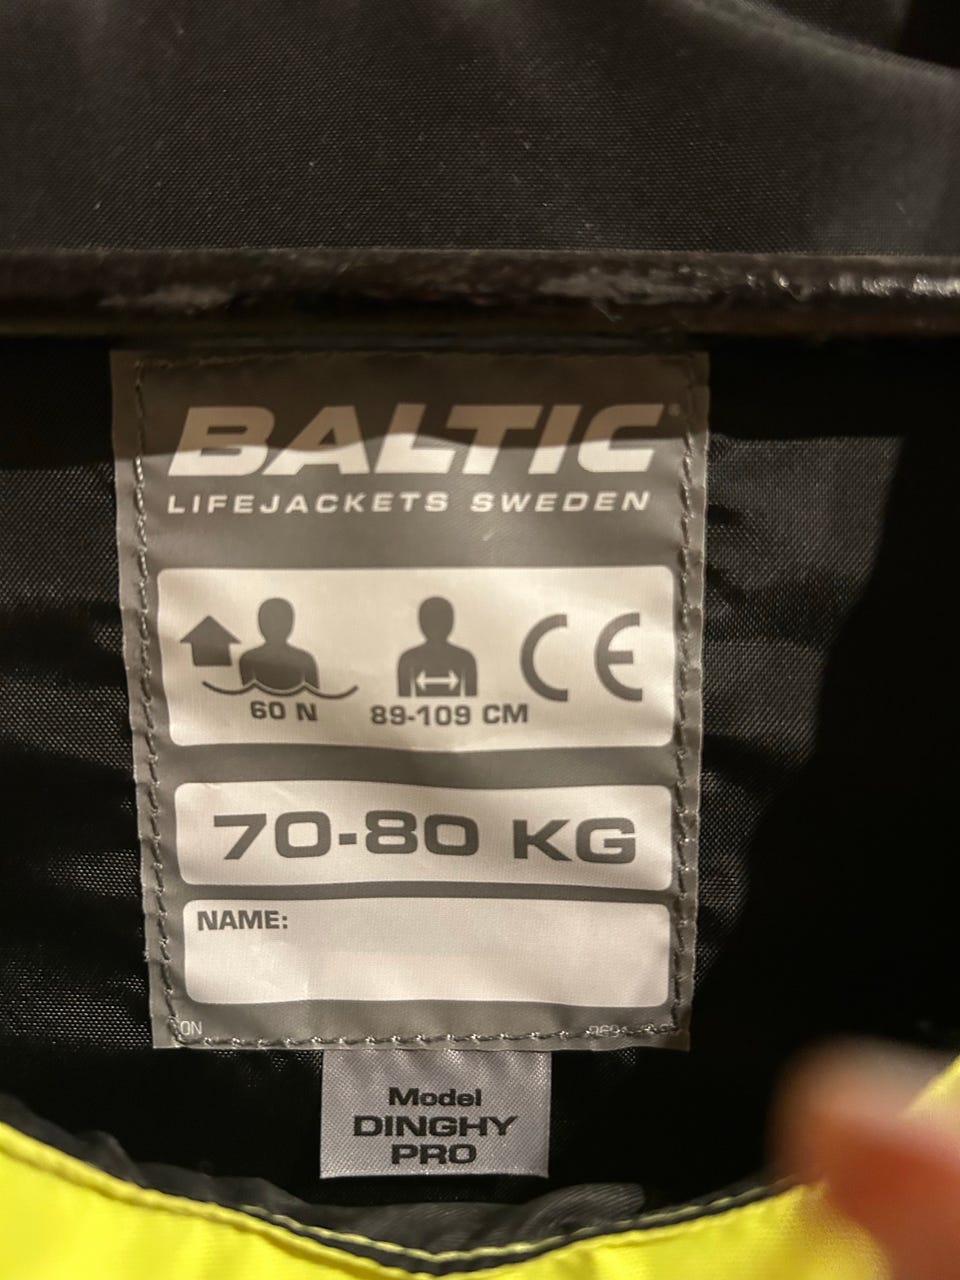 BALTIC®
LIFEJACKETS SWEDEN
60 N
89-109 CM
CE
70-80 KG
NAME:
Model
DINGHY
PRO